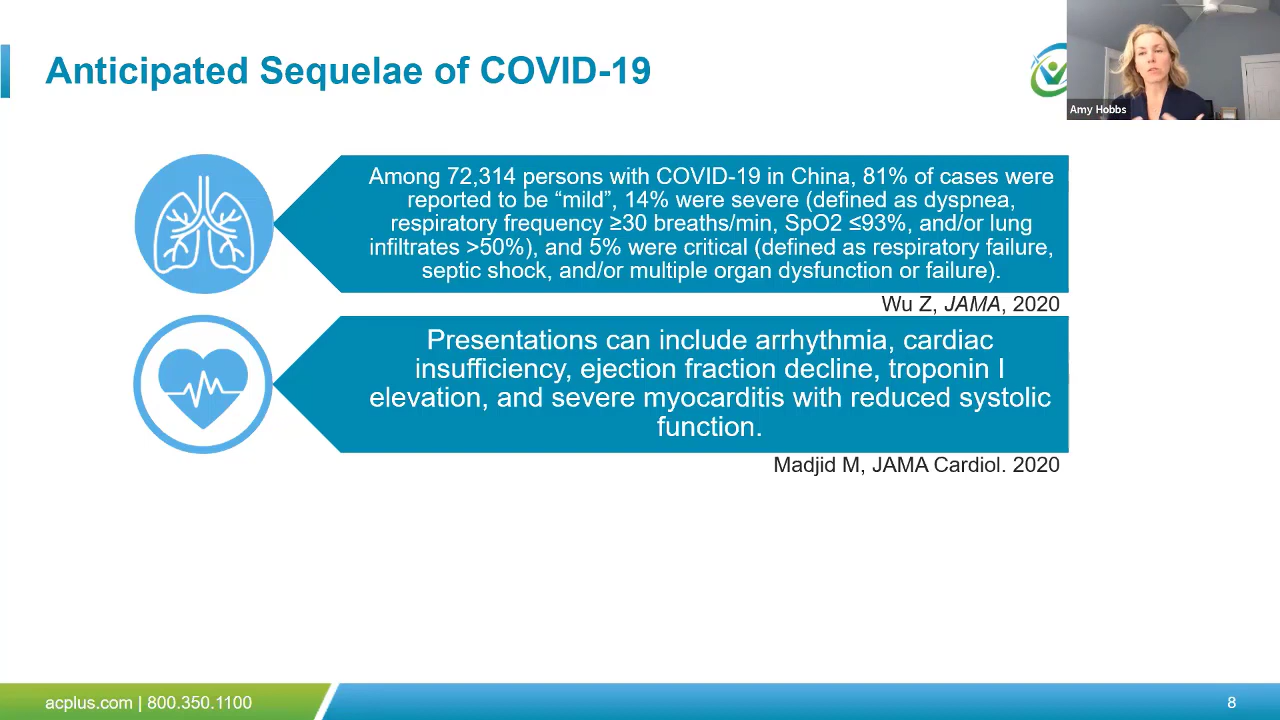 Anticipated Sequelae of COVID-19
Amy Hobbs
Among 72,314 persons with COVID-19 in China, 81% of cases were
reported to be “mild”, 14% were severe (defined as dyspnea,
respiratory frequency ≥30 breaths/min, SpO2 ≤93%, and/or lung
infiltrates >50%), and 5% were critical (defined as respiratory failure,
septic shock, and/or multiple organ dysfunction or failure).
Wu Z, JAMA, 2020
Presentations can include arrhythmia, cardiac
insufficiency, ejection fraction decline, troponin I
elevation, and severe myocarditis with reduced systolic
function.
Madjid M, JAMA Cardiol. 2020
acplus.com | 800.350.1100
8